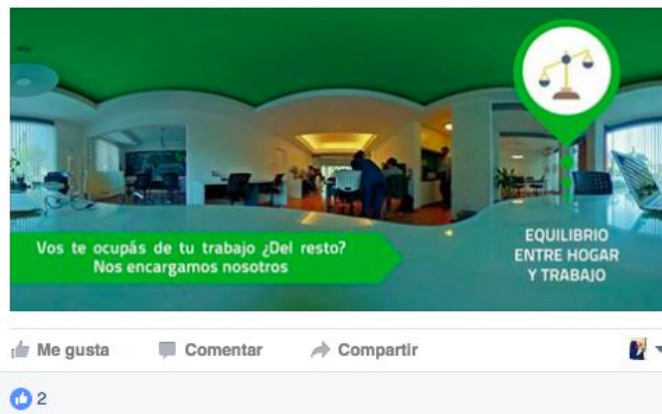 Vos te ocupás de tu trabajo ¿Del resto?
Nos encargamos nosotros
EQUILIBRIO
ENTRE HOGAR
Y TRABAJO
Me gusta
Comentar
Compartir
2